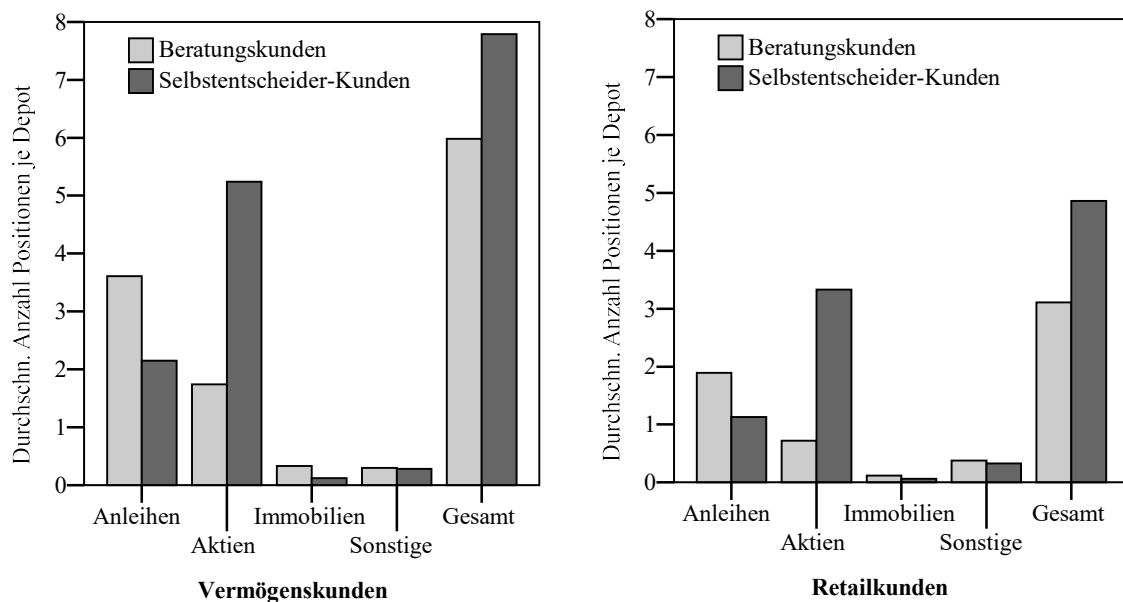 Durchschn. Anzahl Positionen je Depot
8
7
6
5
4
3
2
1
0
Beratungskunden
Selbstentscheider-Kunden
Anleihen
Aktien
Immobilien
Sonstige
Gesamt
Vermögenskunden
Durchschn. Anzahl Positionen je Depot
8
7
6
5
4
3
2
1
0
Beratungskunden
Selbstentscheider-Kunden
Anleihen
Aktien
Immobilien
Sonstige
Gesamt
Retailkunden